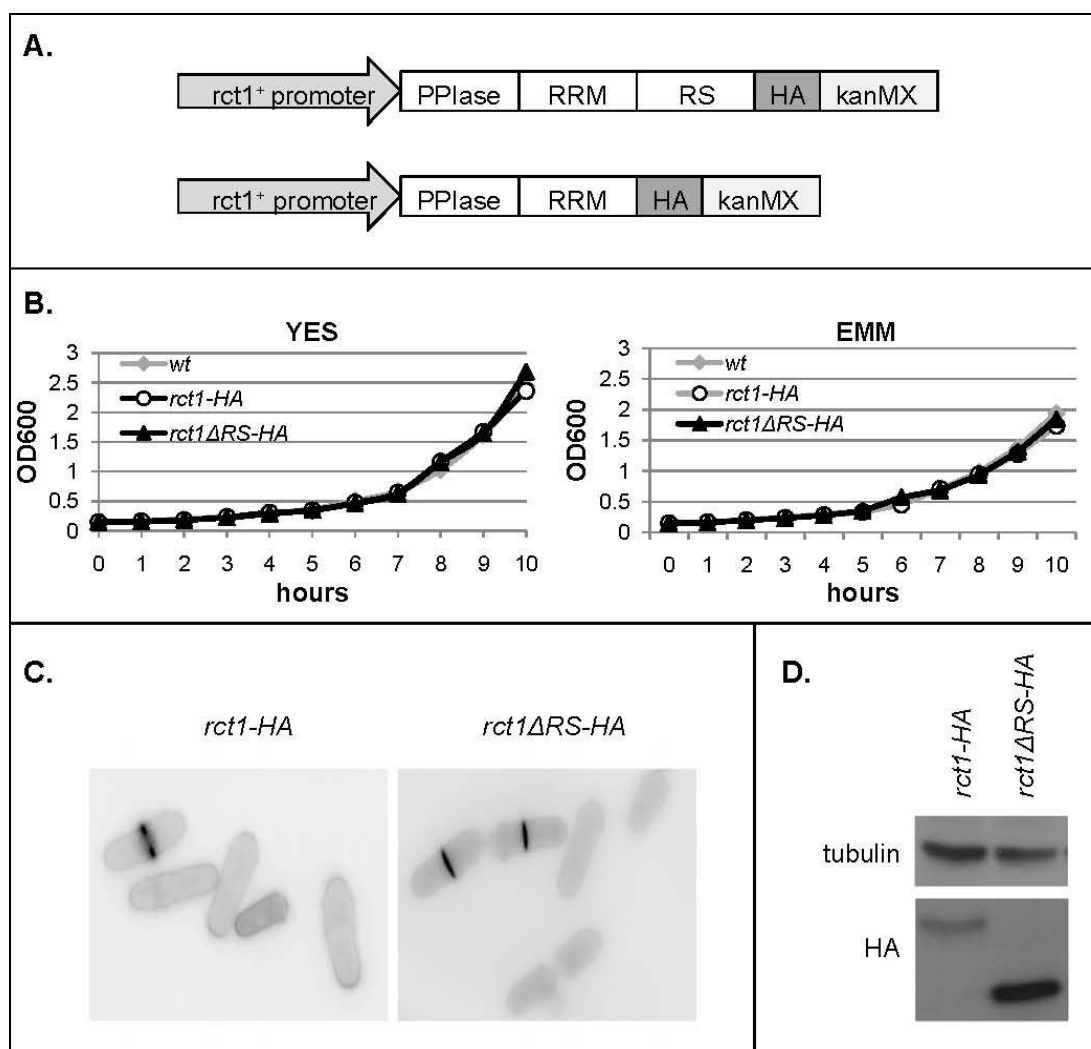 A.
rct1+ promoter PPIase RRM RS HA kanMX
rct1+ promoter PPIase RRM HA kanMX
B.
YES
OD600
3
2.5
2
1.5
1
0.5
0
wt
rct1-HA
rct1ΔRS-HA
0 1 2 3 4 5 6 7 8 9 10
hours
EMM
OD600
3
2.5
2
1.5
1
0.5
0
wt
rct1-HA
rct1ΔRS-HA
0 1 2 3 4 5 6 7 8 9 10
hours
C.
rct1-HA rct1ΔRS-HA
D.
rct1-HA
rct1ΔRS-HA
tubulin
HA